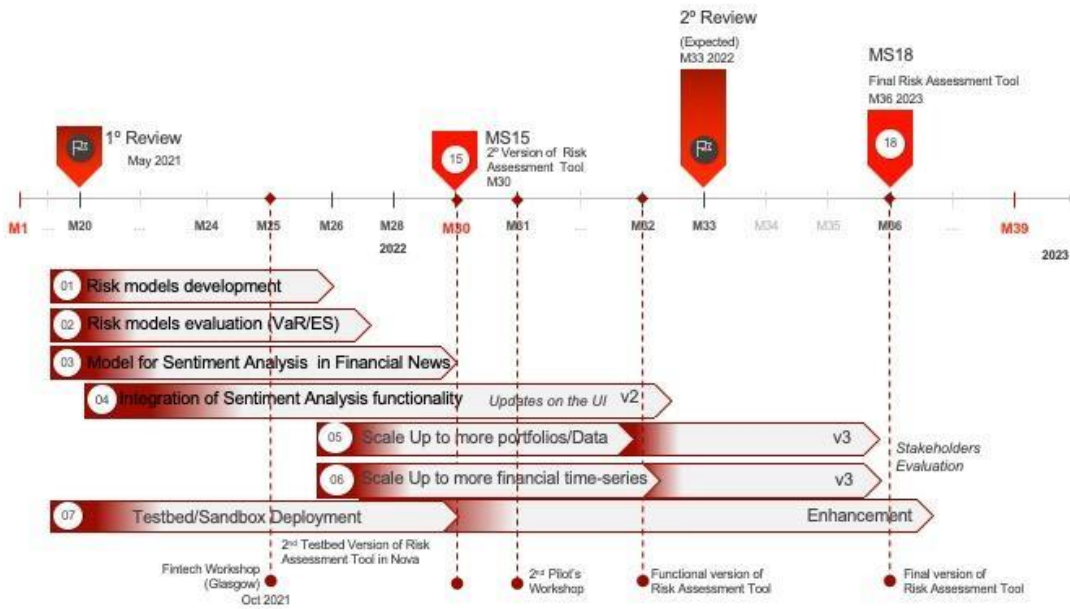 2º Review
(Expected)
M33 2022
MS18
Final Risk Assessment Tool
M36 2023
18
1º Review
May 2021
15
MS15
2º Version of Risk
Assessment Tool
M30
M1
...
M20
...
M24
M25
M26
M28
M30
M31
...
M32
M33
M34
M35
M36
...
M39
2022
2023
01 Risk models development
02 Risk models evaluation (VaR/ES)
03 Model for Sentiment Analysis in Financial News
04 Integration of Sentiment Analysis functionality Updates on the UI v2
05 Scale Up to more portfolios/Data v3
Stakeholders
Evaluation
06 Scale Up to more financial time-series v3
07 Testbed/Sandbox Deployment Enhancement
2nd Testbed Version of Risk
Assessment Tool in Nova
Fintech Workshop
(Glasgow)
Oct 2021
2nd Pilot's
Workshop
Functional version of
Risk Assessment Tool
Final version of
Risk Assessment Tool